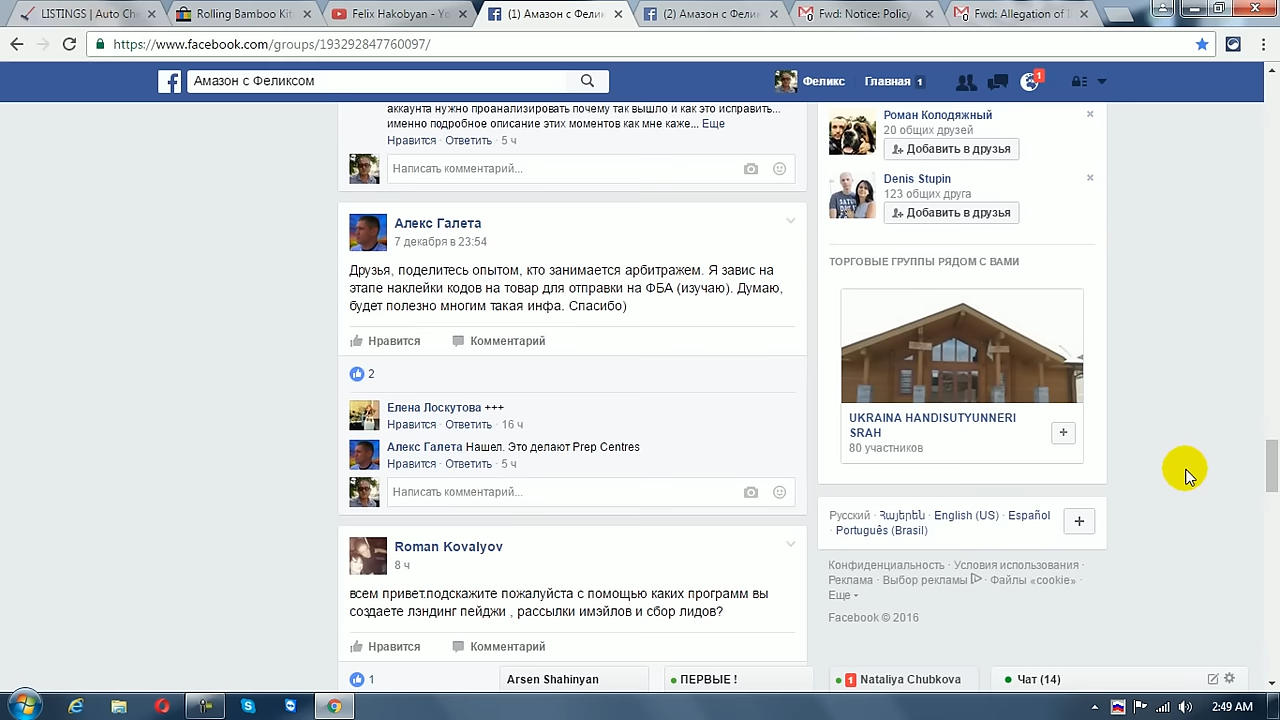 LISTINGS | Auto Che
Rolling Bamboo Kit
Felix Hakobyan - Yo
(1) Амазон с Фелик
(2) Амазон с Фелик
Fwd: Notice: Policy
Fwd: Allegation of I
https://www.facebook.com/groups/193292847760097/
Амазон с Феликсом
Феликс
Главная 1
1
аккаунта нужно проанализировать почему так вышло и как это исправить...
именно подробное описание этих моментов как мне каже... Еще
Нравится · Ответить · 5 ч
Написать комментарий...
Алекс Галета
7 декабря в 23:54
Друзья, поделитесь опытом, кто занимается арбитражем. Я завис на
этапе наклейки кодов на товар для отправки на ФБА (изучаю). Думаю,
будет полезно многим такая инфа. Спасибо)
Нравится
Комментарий
2
Елена Лоскутова +++
Нравится · Ответить · 16 ч
Алекс Галета Нашел. Это делают Prep Centres
Нравится · Ответить · 5 ч
Написать комментарий...
Roman Kovalyov
8 ч
всем привет.подскажите пожалуйста с помощью каких программ вы
создаете лэндинг пейджи , рассылки имэйлов и сбор лидов?
Нравится
Комментарий
1
Роман Колодяжный
20 общих друзей
Добавить в друзья
Denis Stupin
123 общих друга
Добавить в друзья
ТОРГОВЫЕ ГРУППЫ РЯДОМ С ВАМИ
UKRAINA HANDISUTYUNNERI
SRAH
80 участников
Русский · Հայերեն · English (US) · Español
· Português (Brasil)
Конфиденциальность · Условия использования ·
Реклама · Выбор рекламы · Файлы «cookie» ·
Еще
Facebook © 2016
Arsen Shahinyan
ПЕРВЫЕ !
1 Nataliya Chubkova
Чат (14)
2:49 AM